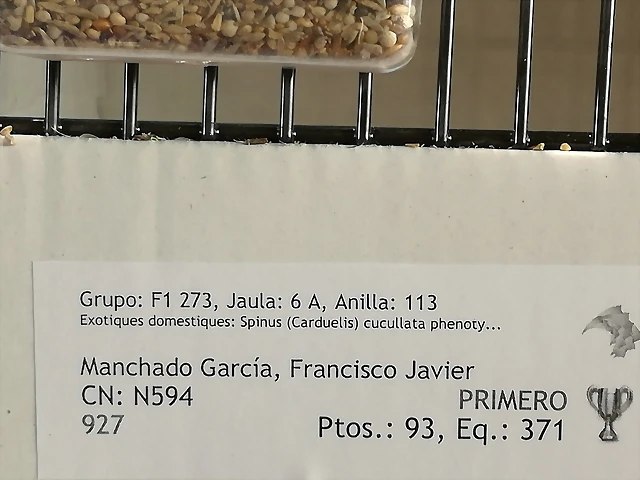 Grupo: F1 273, Jaula: 6 A, Anilla: 113
Exotiques domestiques: Spinus (Carduelis) cucullata phenoty...
Manchado García, Francisco Javier
CN: N594
PRIMERO
927
Ptos.: 93, Eq.: 371